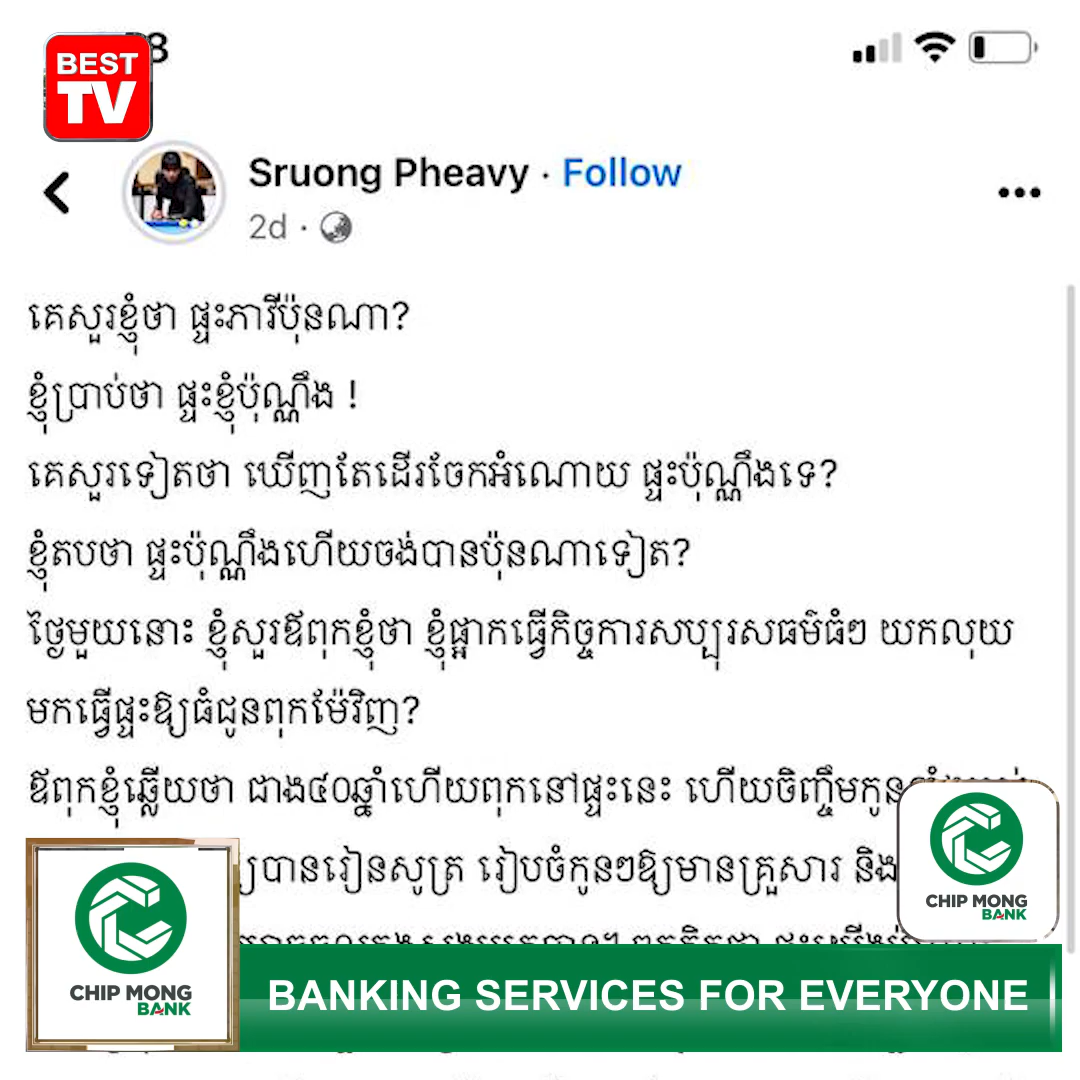 BEST
TV
8
Sruong Pheavy · Follow
2d ·
គេសួរខ្ញុំថា ផ្ទះភាវីប៉ុនណា?
ខ្ញុំប្រាប់ថា ផ្ទះខ្ញុំប៉ុណ្ណឹង !
គេសួរទៀតថា ឃើញតែដើរចែកអំណោយ ផ្ទះប៉ុណ្ណឹងទេ?
ខ្ញុំតបថា ផ្ទះប៉ុណ្ណឹងហើយចង់បានប៉ុនណាទៀត?
ថ្ងៃមួយនោះ ខ្ញុំសួរឪពុកខ្ញុំថា ខ្ញុំផ្អាកធ្វើកិច្ចការសប្បុរសធម៌ធំៗ យកលុយ
មកធ្វើផ្ទះឱ្យធំជូនពុកម៉ែវិញ?
ឪពុកខ្ញុំឆ្លើយថា ជាង៤០ឆ្នាំហើយពុកនៅផ្ទះនេះ ហើយចិញ្ចឹមកូន
បានរៀនសូត្រ រៀបចំកូនៗឱ្យមានគ្រួសារ និង
CHIP MONG
BANK
CHIP MONG
BANK
BANKING SERVICES FOR EVERYONE